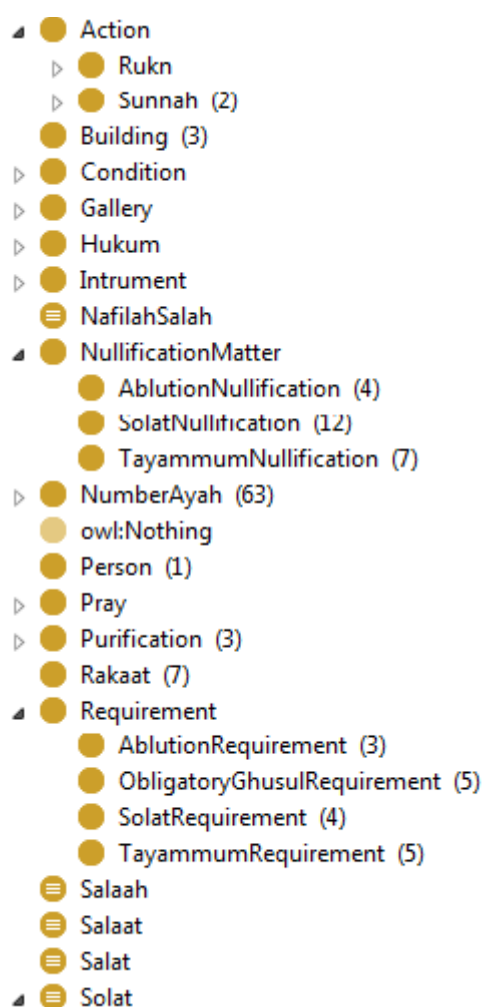 Action
Rukn
Sunnah (2)
Building (3)
Condition
Gallery
Hukum
Intrument
NafilahSalah
NullificationMatter
AblutionNullification (4)
SolatNullification (12)
TayammumNullification (7)
NumberAyah (63)
owl:Nothing
Person (1)
Pray
Purification (3)
Rakaat (7)
Requirement
AblutionRequirement (3)
ObligatoryGhusulRequirement (5)
SolatRequirement (4)
TayammumRequirement (5)
Salaah
Salaat
Salat
Solat